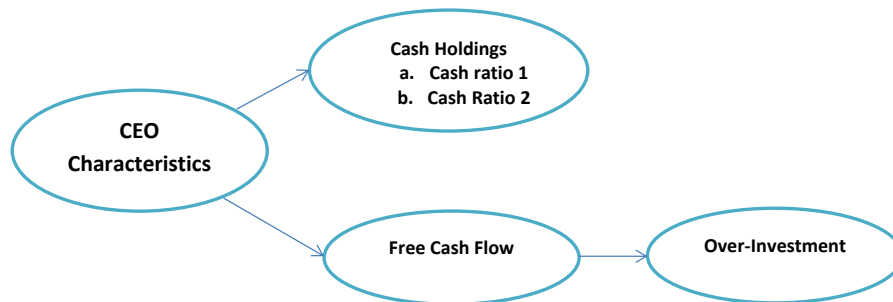 Cash Holdings
a. Cash ratio 1
b. Cash Ratio 2
CEO
Characteristics
Free Cash Flow
Over-Investment